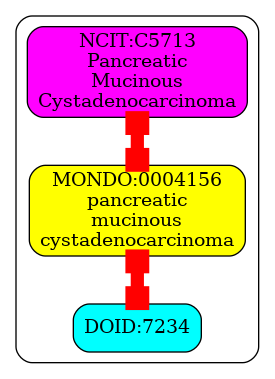 NCIT:C5713
Pancreatic
Mucinous
Cystadenocarcinoma
MONDO:0004156
pancreatic
mucinous
cystadenocarcinoma
DOID:7234